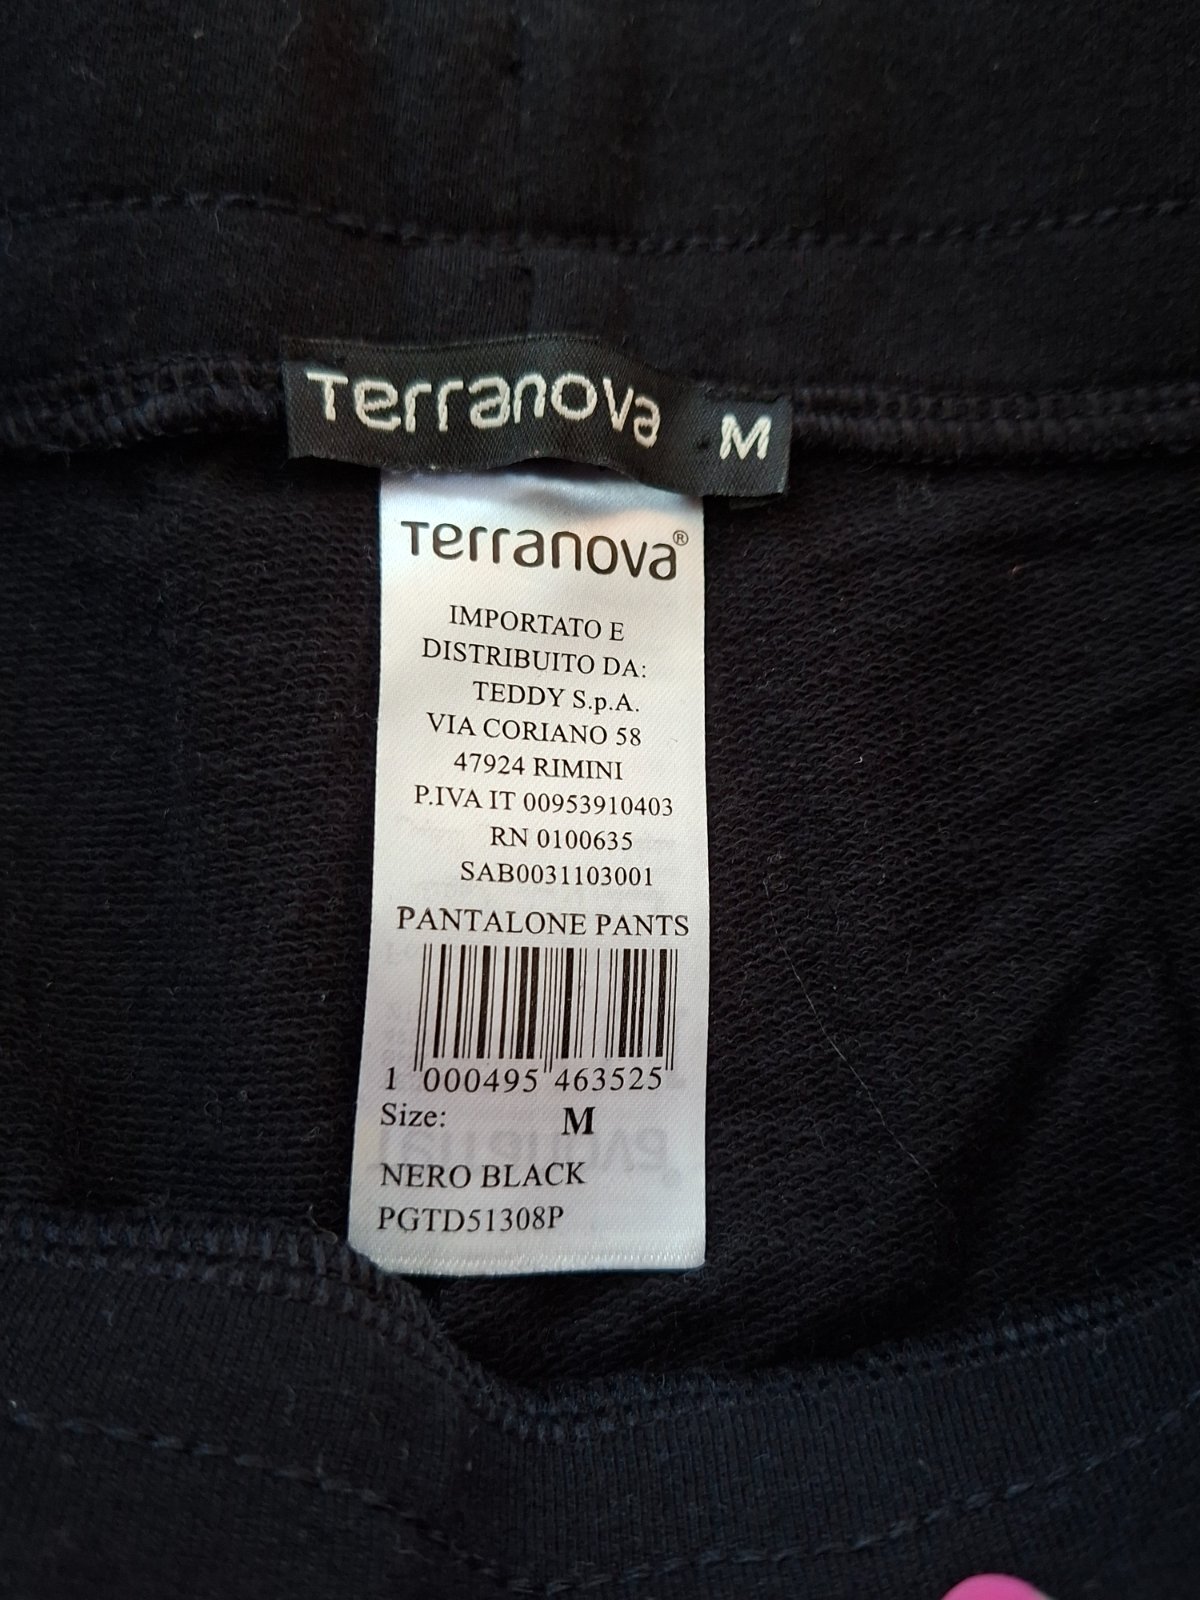 Terranova M
Terranova®
IMPORTATO E
DISTRIBUITO DA:
TEDDY S.p.A.
VIA CORIANO 58
47924 RIMINI
P.IVA IT 00953910403
RN 0100635
SAB0031103001
PANTALONE PANTS
1 000495 463525
Size: M
NERO BLACK
PGTD51308P